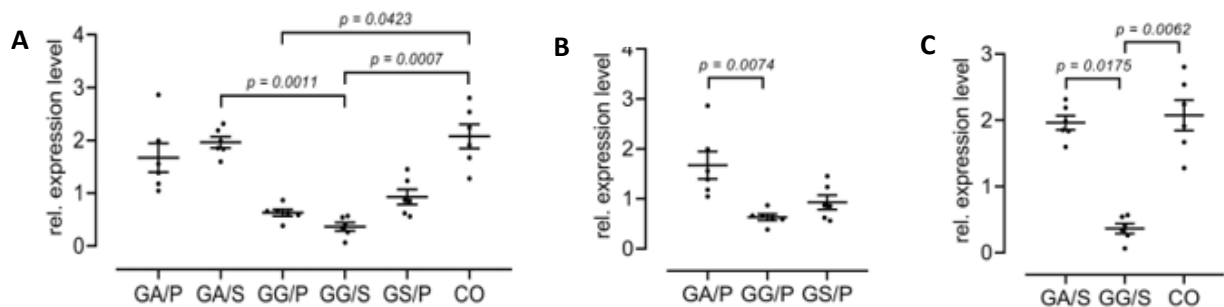 A
rel. expression level
4
3
2
1
0
p = 0.0423
p = 0.0007
p = 0.0011
GA/P GA/S GG/P GG/S GS/P CO
B
rel. expression level
4
3
2
1
0
p = 0.0074
GA/P GG/P GS/P
C
rel. expression level
3
2
1
0
p = 0.0062
p = 0.0175
GA/S GG/S CO